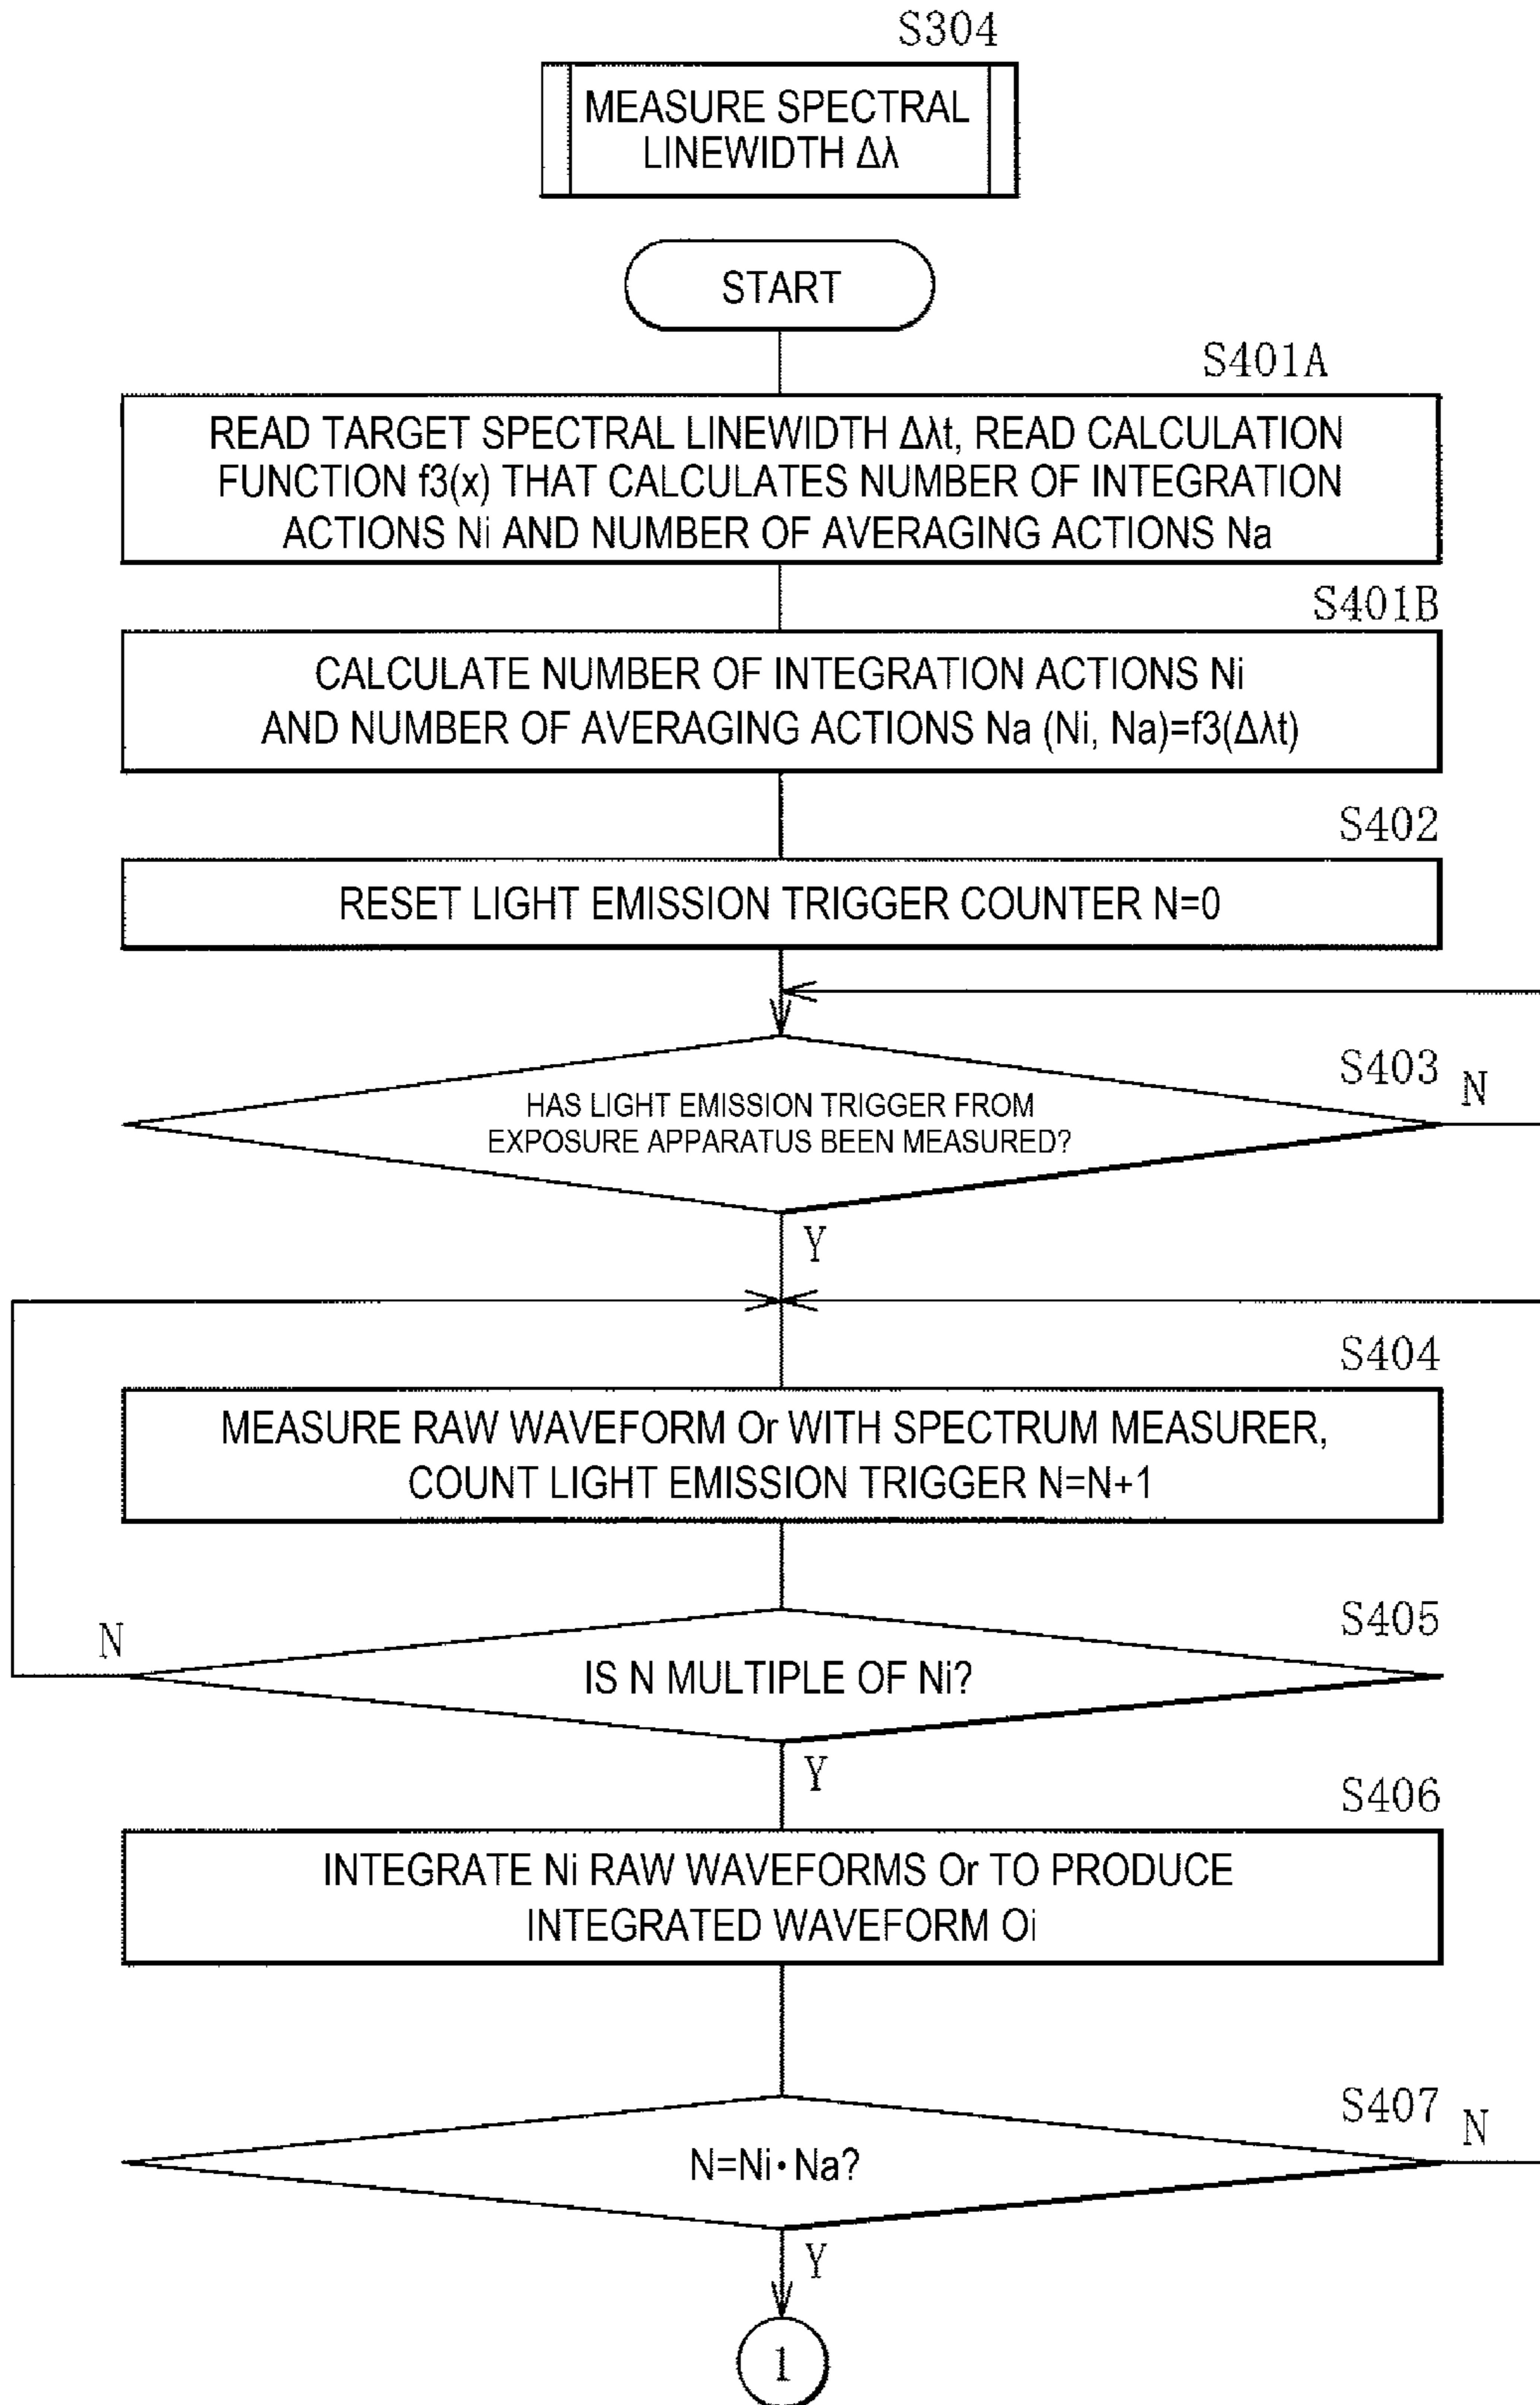 S304
MEASURE SPECTRAL
LINEWIDTH Δλ
START
S401A
READ TARGET SPECTRAL LINEWIDTH Δλt, READ CALCULATION
FUNCTION f3(x) THAT CALCULATES NUMBER OF INTEGRATION
ACTIONS Ni AND NUMBER OF AVERAGING ACTIONS Na
S401B
CALCULATE NUMBER OF INTEGRATION ACTIONS Ni
AND NUMBER OF AVERAGING ACTIONS Na (Ni, Na)=f3(Δλt)
S402
RESET LIGHT EMISSION TRIGGER COUNTER N=0
S403
N
HAS LIGHT EMISSION TRIGGER FROM
EXPOSURE APPARATUS BEEN MEASURED?
Y
S404
MEASURE RAW WAVEFORM Or WITH SPECTRUM MEASURER,
COUNT LIGHT EMISSION TRIGGER N=N+1
S405
N
IS N MULTIPLE OF Ni?
Y
S406
INTEGRATE Ni RAW WAVEFORMS Or TO PRODUCE
INTEGRATED WAVEFORM Oi
S407
N
N=Ni·Na?
Y
1